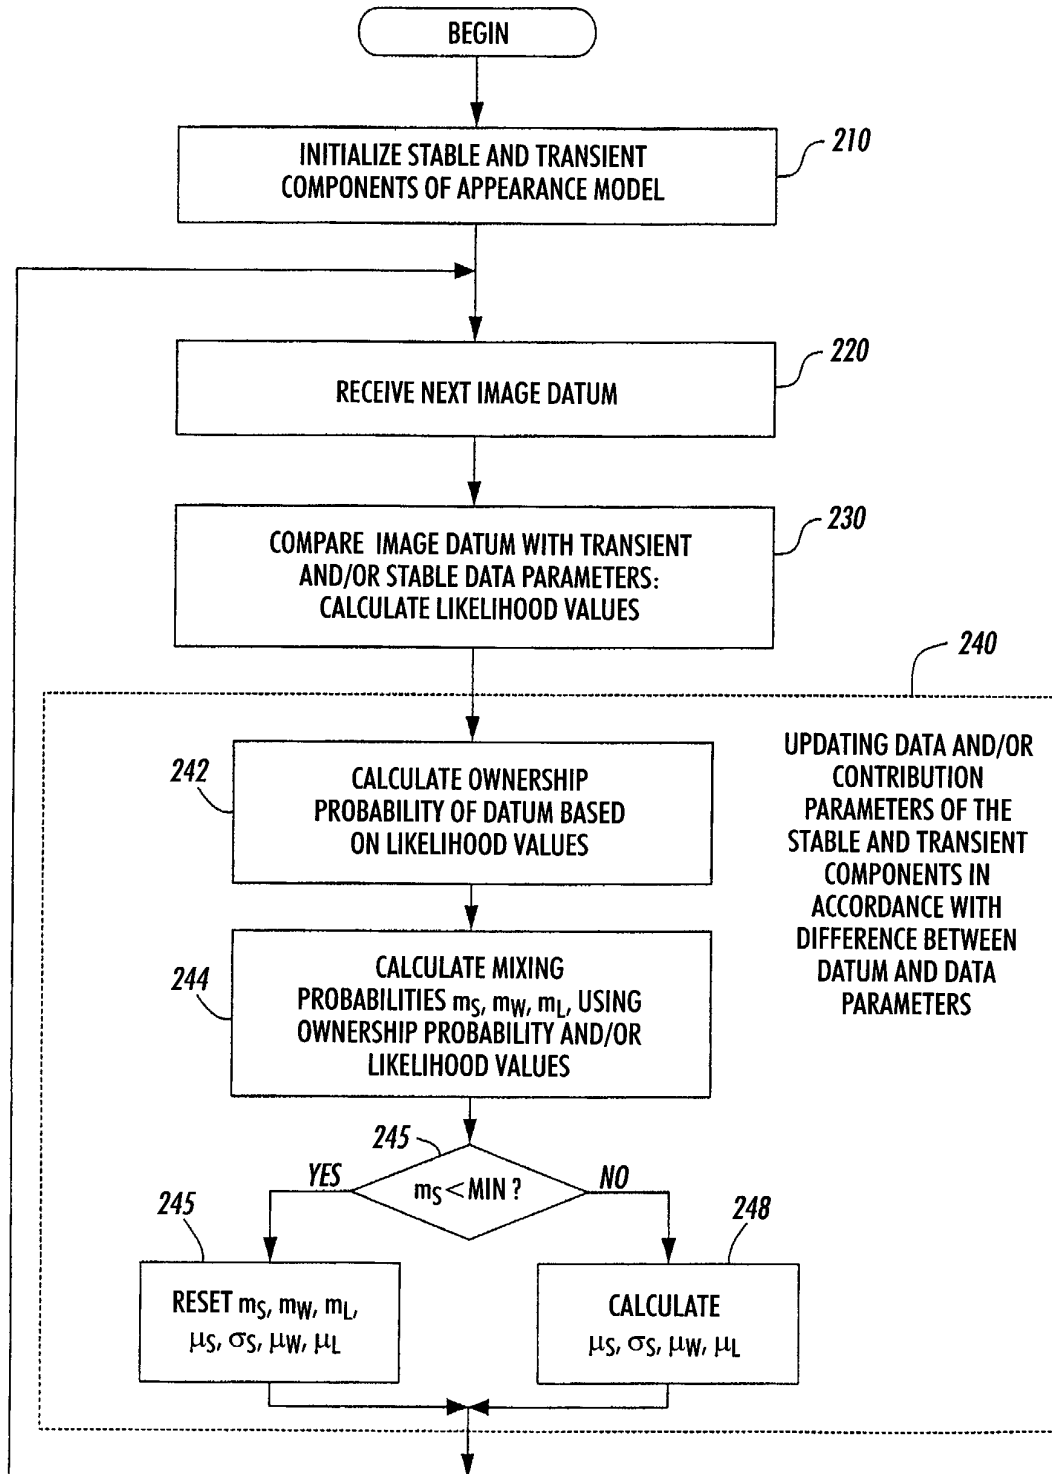 BEGIN
210
INITIALIZE STABLE AND TRANSIENT
COMPONENTS OF APPEARANCE MODEL
220
RECEIVE NEXT IMAGE DATUM
230
COMPARE IMAGE DATUM WITH TRANSIENT
AND/OR STABLE DATA PARAMETERS:
CALCULATE LIKELIHOOD VALUES
240
UPDATING DATA AND/OR
CONTRIBUTION
PARAMETERS OF THE
STABLE AND TRANSIENT
COMPONENTS IN
ACCORDANCE WITH
DIFFERENCE BETWEEN
DATUM AND DATA
PARAMETERS
242
CALCULATE OWNERSHIP
PROBABILITY OF DATUM BASED
ON LIKELIHOOD VALUES
244
CALCULATE MIXING
PROBABILITIES mS, mW, mL, USING
OWNERSHIP PROBABILITY AND/OR
LIKELIHOOD VALUES
245
YES
mS<MIN ?
NO
245
RESET mS, mW, mL,
μS, σS, μW, μL
248
CALCULATE
μS, σS, μW, μL